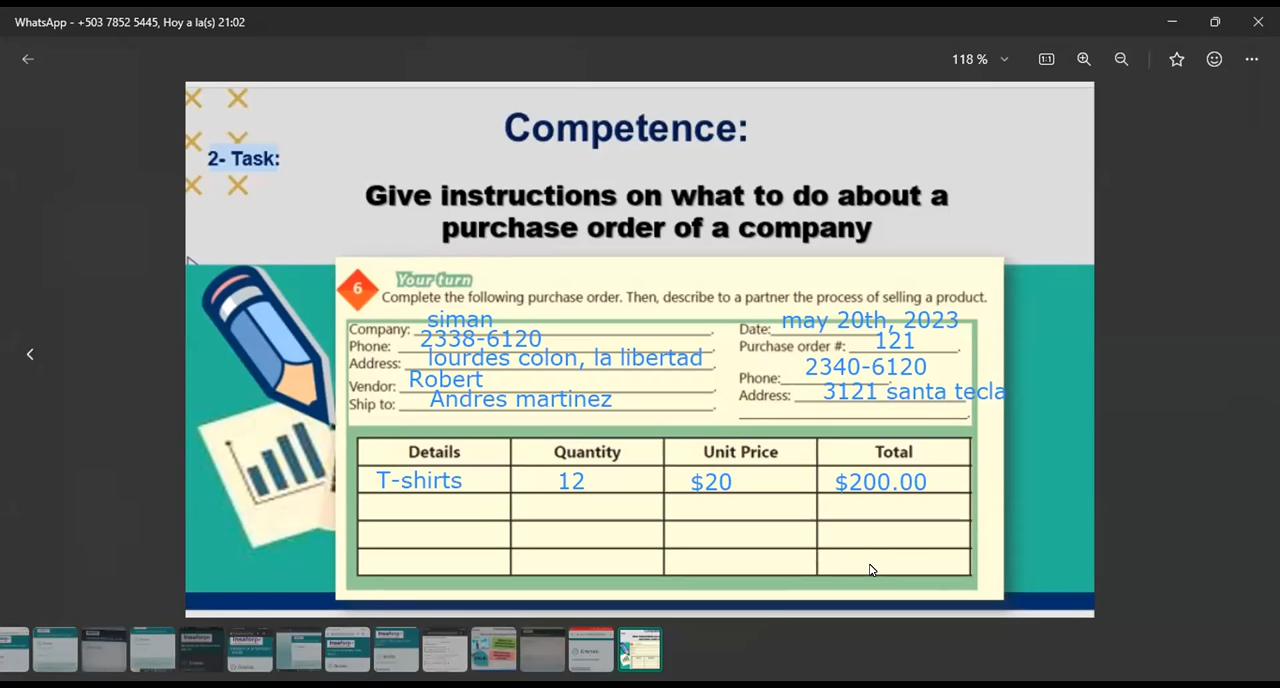 WhatsApp - +503 7852 5445, Hoy a la(s) 21:02
118 %
Competence:
2- Task:
Give instructions on what to do about a
purchase order of a company
6
Your turn
Complete the following purchase order. Then, describe to a partner the process of selling a product.
Company: siman
Phone: 2338-6120
Address: lourdes colon, la libertad
Vendor: Robert
Ship to: Andres martinez
Date: may 20th, 2023
Purchase order #: 121
Phone: 2340-6120
Address: 3121 santa tecla
Details Quantity Unit Price Total
T-shirts 12 $20 $200.00